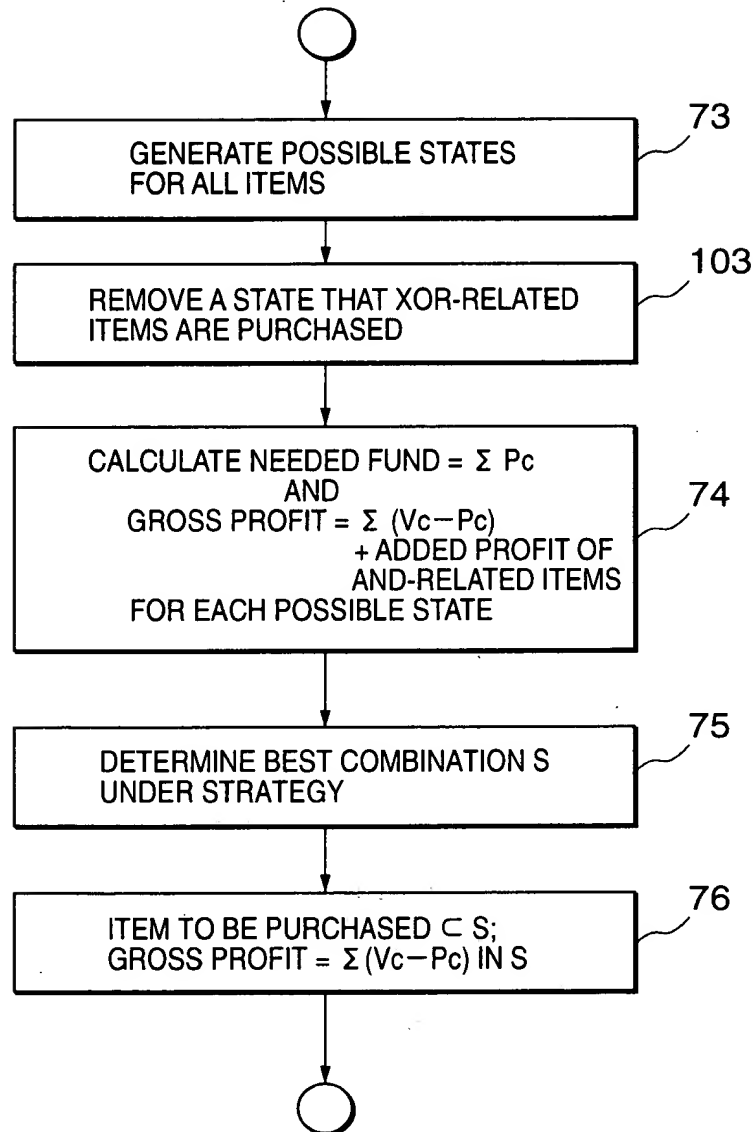 73
GENERATE POSSIBLE STATES
FOR ALL ITEMS
103
REMOVE A STATE THAT XOR-RELATED
ITEMS ARE PURCHASED
74
CALCULATE NEEDED FUND = Σ Pc
AND
GROSS PROFIT = Σ (Vc−Pc)
+ ADDED PROFIT OF
AND-RELATED ITEMS
FOR EACH POSSIBLE STATE
75
DETERMINE BEST COMBINATION S
UNDER STRATEGY
76
ITEM TO BE PURCHASED ⊂ S;
GROSS PROFIT = Σ (Vc−Pc) IN S